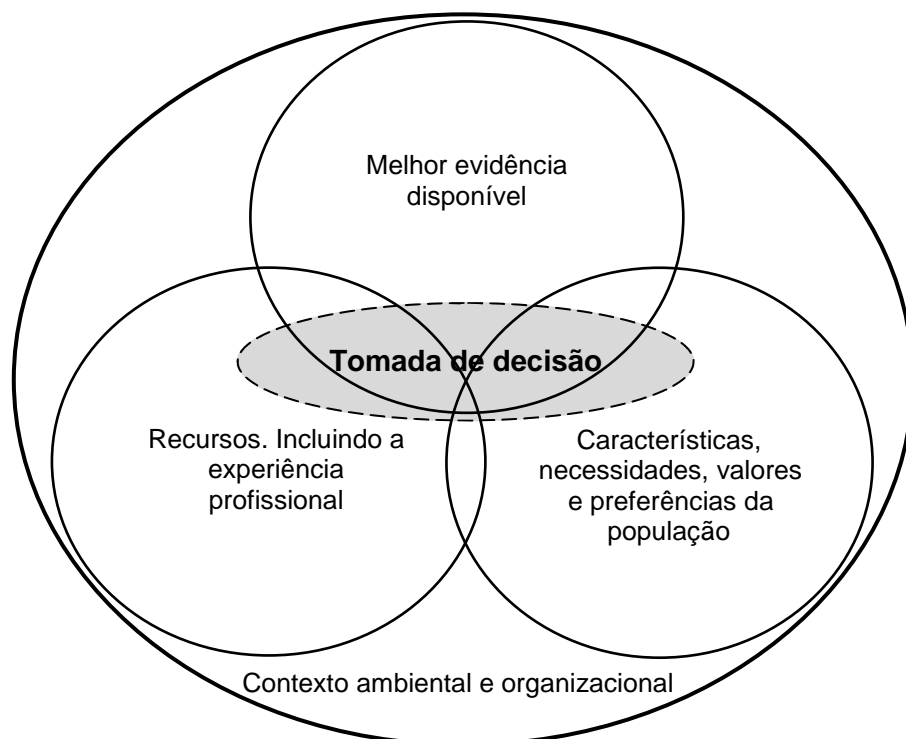 Melhor evidência
disponível
Tomada de decisão
Recursos. Incluindo a
experiência
profissional
Características,
necessidades, valores
e preferências da
população
Contexto ambiental e organizacional